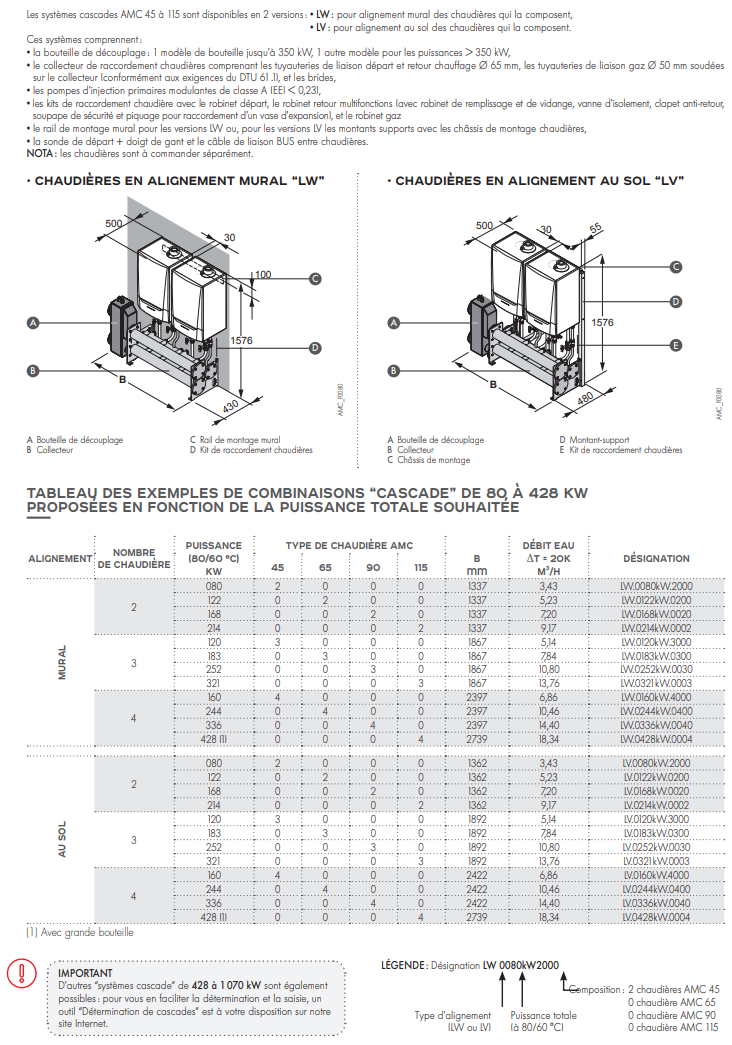 Les systèmes cascades AMC 45 à 115 sont disponibles en 2 versions : • LW : pour alignement mural des chaudières qui la composent,
• LV : pour alignement au sol des chaudières qui la composent.
Ces systèmes comprennent :
• la bouteille de découplage : 1 modèle de bouteille jusqu'à 350 kW, 1 autre modèle pour les puissances > 350 kW,
• le collecteur de raccordement chaudières comprenant les tuyauteries de liaison départ et retour chauffage Ø 65 mm, les tuyauteries de liaison gaz Ø 50 mm soudées
sur le collecteur (conformément aux exigences du DTU 61 .1), et les brides,
• les pompes d'injection primaires modulantes de classe A (EEI < 0,23),
• les kits de raccordement chaudière avec le robinet départ, le robinet retour multifonctions (avec robinet de remplissage et de vidange, vanne d'isolement, clapet anti-retour,
soupape de sécurité et piquage pour raccordement d'un vase d'expansion), et le robinet gaz
• le rail de montage mural pour les versions LW ou, pour les versions LV les montants supports avec les châssis de montage chaudières,
• la sonde de départ + doigt de gant et le câble de liaison BUS entre chaudières.
NOTA : les chaudières sont à commander séparément.
• CHAUDIÈRES EN ALIGNEMENT MURAL "LW"
500
30
100
C
A
1576
D
B
B
430
AMC_F0080
A Bouteille de découplage
B Collecteur
C Rail de montage mural
D Kit de raccordement chaudières
• CHAUDIÈRES EN ALIGNEMENT AU SOL "LV"
500
30
55
C
D
A
1576
E
B
B
480
AMC_F0080
A Bouteille de découplage
B Collecteur
C Châssis de montage
D Montant-support
E Kit de raccordement chaudières
TABLEAU DES EXEMPLES DE COMBINAISONS "CASCADE" DE 80 À 428 KW
PROPOSÉES EN FONCTION DE LA PUISSANCE TOTALE SOUHAITÉE
ALIGNEMENT NOMBRE DE CHAUDIÈRE PUISSANCE (80/60 °C) KW TYPE DE CHAUDIÈRE AMC 45 65 90 115 B mm DÉBIT EAU ΔT = 20K M³/H DÉSIGNATION
MURAL
2
080 2 0 0 0 1337 3,43 LW.0080kW.2000
122 0 2 0 0 1337 5,23 LW.0122kW.0200
168 0 0 2 0 1337 7,20 LW.0168kW.0020
214 0 0 0 2 1337 9,17 LW.0214kW.0002
3
120 3 0 0 0 1867 5,14 LW.0120kW.3000
183 0 3 0 0 1867 7,84 LW.0183kW.0300
252 0 0 3 0 1867 10,80 LW.0252kW.0030
321 0 0 0 3 1867 13,76 LW.0321kW.0003
4
160 4 0 0 0 2397 6,86 LW.0160kW.4000
244 0 4 0 0 2397 10,46 LW.0244kW.0400
336 0 0 4 0 2397 14,40 LW.0336kW.0040
428 (1) 0 0 0 4 2739 18,34 LW.0428kW.0004
AU SOL
2
080 2 0 0 0 1362 3,43 LV.0080kW.2000
122 0 2 0 0 1362 5,23 LV.0122kW.0200
168 0 0 2 0 1362 7,20 LV.0168kW.0020
214 0 0 0 2 1362 9,17 LV.0214kW.0002
3
120 3 0 0 0 1892 5,14 LV.0120kW.3000
183 0 3 0 0 1892 7,84 LV.0183kW.0300
252 0 0 3 0 1892 10,80 LV.0252kW.0030
321 0 0 0 3 1892 13,76 LV.0321kW.0003
4
160 4 0 0 0 2422 6,86 LV.0160kW.4000
244 0 4 0 0 2422 10,46 LV.0244kW.0400
336 0 0 4 0 2422 14,40 LV.0336kW.0040
428 (1) 0 0 0 4 2739 18,34 LV.0428kW.0004
(1) Avec grande bouteille
IMPORTANT
D'autres "systèmes cascade" de 428 à 1 070 kW sont également
possibles : pour vous en faciliter la détermination et la saisie, un
outil "Détermination de cascades" est à votre disposition sur notre
site Internet.
LÉGENDE : Désignation LW 0080kW2000
Composition : 2 chaudières AMC 45
0 chaudière AMC 65
0 chaudière AMC 90
0 chaudière AMC 115
Type d'alignement
(LW ou LV)
Puissance totale
(à 80/60 °C)